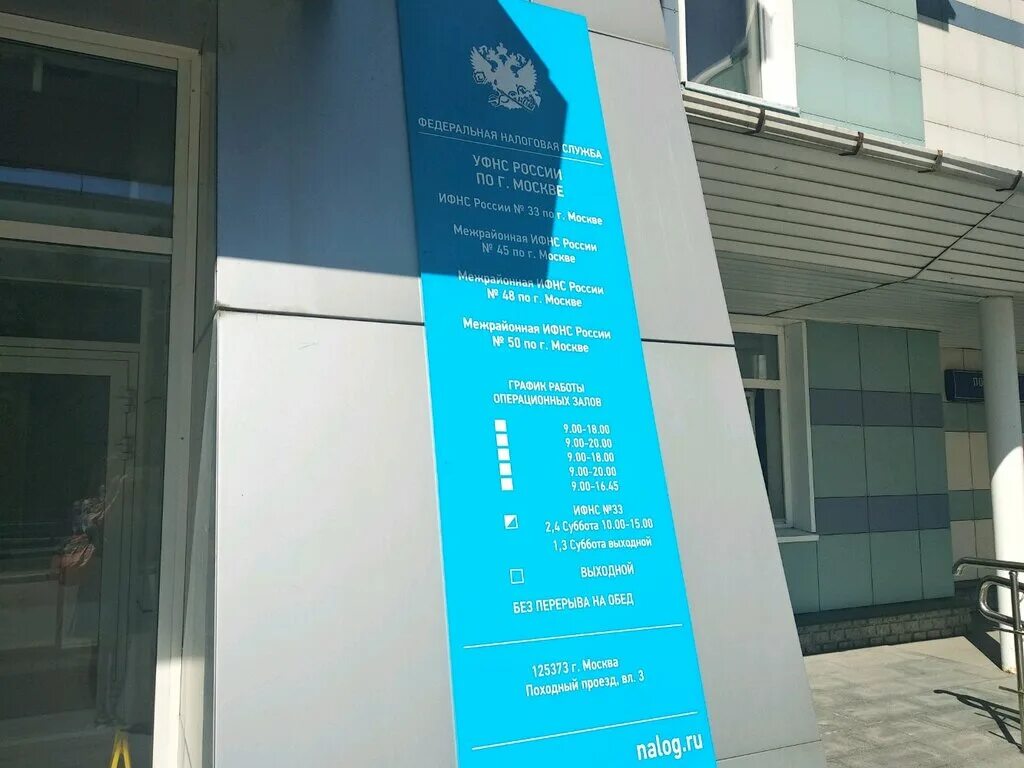 ФЕДЕРАЛЬНАЯ НАЛОГОВАЯ СЛУЖБА
УФНС РОССИИ
ПО Г. МОСКВЕ
ИФНС России № 33 по г. Москве
Межрайонная ИФНС России
№ 45 по г. Москве
Межрайонная ИФНС России
№ 48 по г. Москве
Межрайонная ИФНС России
№ 50 по г. Москве
ГРАФИК РАБОТЫ
ОПЕРАЦИОННЫХ ЗАЛОВ
9.00-18.00
9.00-20.00
9.00-18.00
9.00-20.00
9.00-16.45
ИФНС №33
2,4 Суббота 10.00-15.00
1,3 Суббота выходной
ВЫХОДНОЙ
БЕЗ ПЕРЕРЫВА НА ОБЕД
125373 г. Москва
Походный проезд, вл. 3
nalog.ru